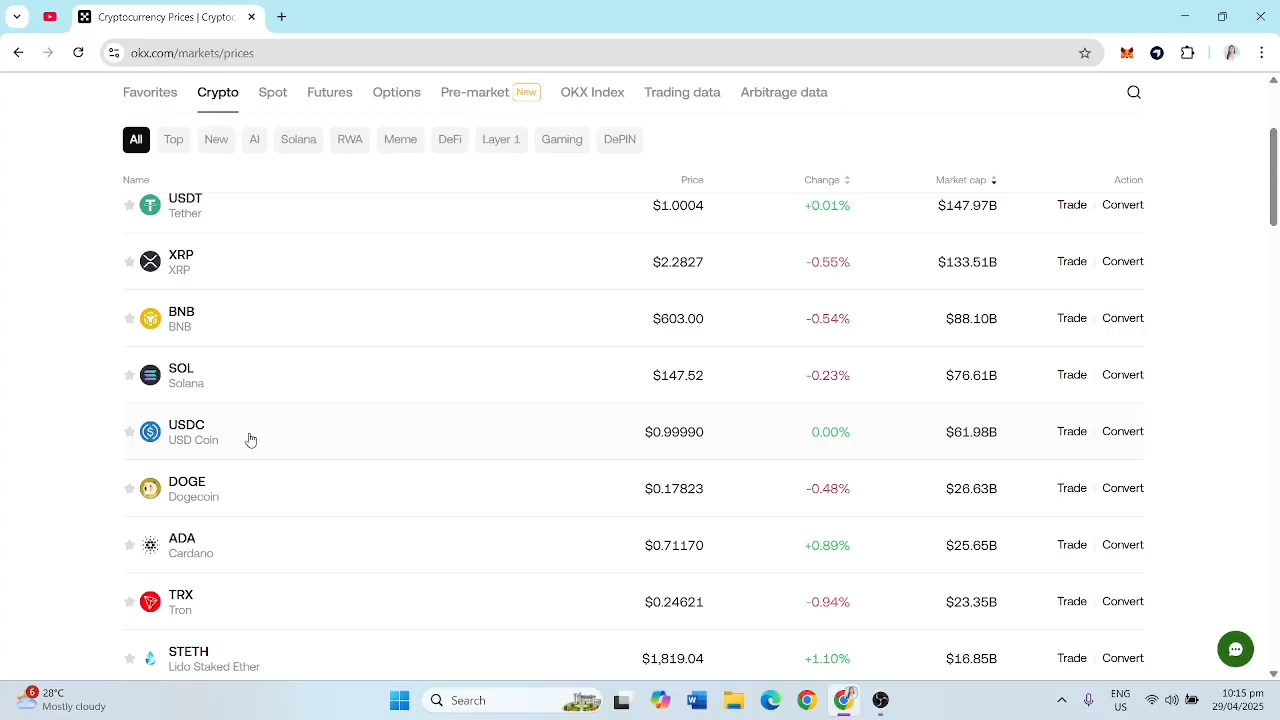 Cryptocurrency Prices | Cryptoc
okx.com/markets/prices
Favorites Crypto Spot Futures Options Pre-market New OKX Index Trading data Arbitrage data
All Top New AI Solana RWA Meme DeFi Layer 1 Gaming DePIN
Name Price Change Market cap Action
USDT
Tether
$1.0004 +0.01% $147.97B Trade Convert
XRP
XRP
$2.2827 -0.55% $133.51B Trade Convert
BNB
BNB
$603.00 -0.54% $88.10B Trade Convert
SOL
Solana
$147.52 -0.23% $76.61B Trade Convert
USDC
USD Coin
$0.99990 0.00% $61.98B Trade Convert
DOGE
Dogecoin
$0.17823 -0.48% $26.63B Trade Convert
ADA
Cardano
$0.71170 +0.89% $25.65B Trade Convert
TRX
Tron
$0.24621 -0.94% $23.35B Trade Convert
STETH
Lido Staked Ether
$1,819.04 +1.10% $16.85B Trade Convert
6
28°C
Mostly cloudy
Search
ENG
US
10:15 pm
29/04/2025